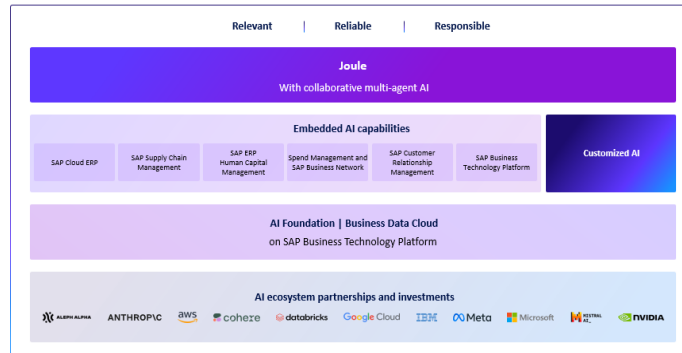 Relevant | Reliable | Responsible
Joule
With collaborative multi-agent AI
Embedded AI capabilities
SAP Cloud ERP
SAP Supply Chain
Management
SAP ERP
Human Capital
Management
Spend Management and
SAP Business Network
SAP Customer
Relationship
Management
SAP Business
Technology Platform
Customized AI
AI Foundation | Business Data Cloud
on SAP Business Technology Platform
AI ecosystem partnerships and investments
ALEPH ALPHA
ANTHROP\C
aws
cohere
databricks
Google Cloud
IBM
Meta
Microsoft
MISTRAL
AI_
NVIDIA